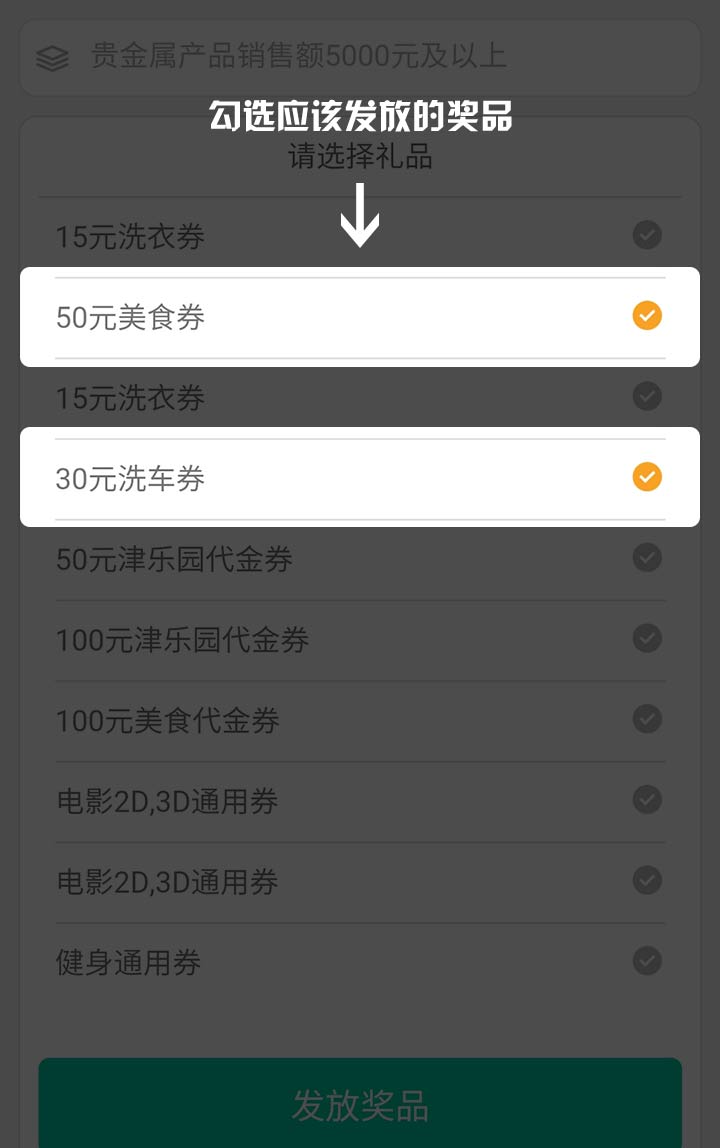 贵金属产品销售额5000元及以上
勾选应该发放的奖品
请选择礼品
15元洗衣券
50元美食券
15元洗衣券
30元洗车券
50元津乐园代金券
100元津乐园代金券
100元美食代金券
电影2D,3D通用券
电影2D,3D通用券
健身通用券
发放奖品